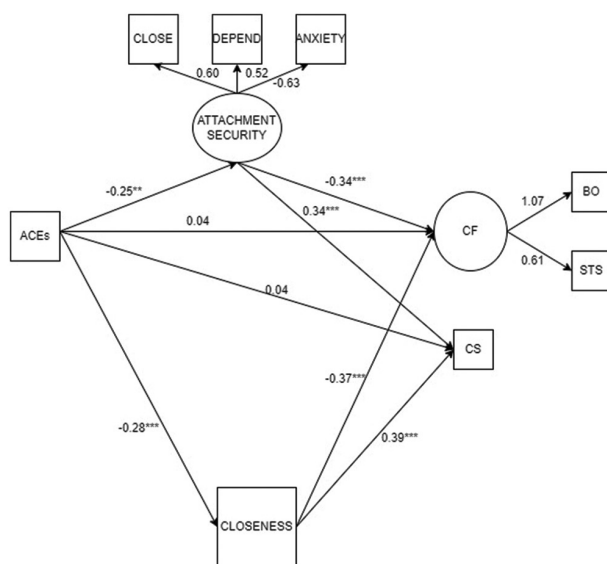 CLOSE
DEPEND
ANXIETY
0.60
0.52
-0.63
ATTACHMENT
SECURITY
-0.25**
-0.34***
0.34***
BO
1.07
ACEs
0.04
CF
0.61
STS
0.04
CS
-0.37***
0.39***
-0.28***
CLOSENESS